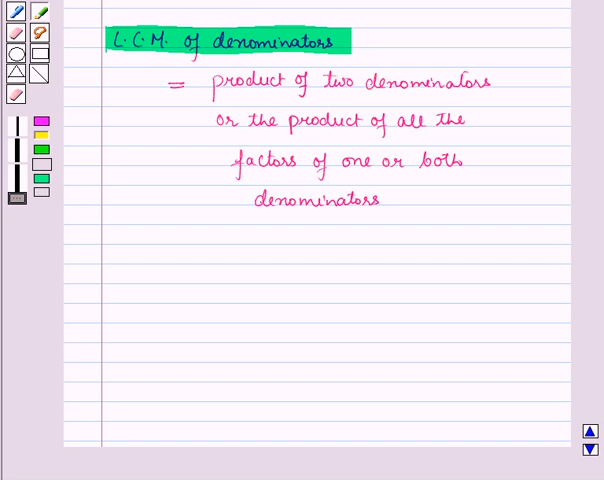 L.C.M. of denominators
= product of two denominators
or the product of all the
factors of one or both
denominators